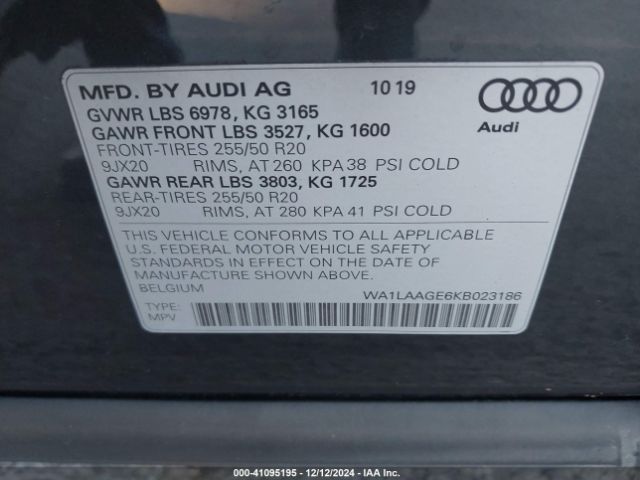 MFD. BY AUDI AG 10 19
GVWR LBS 6978, KG 3165
GAWR FRONT LBS 3527, KG 1600
FRONT-TIRES 255/50 R20
9JX20 RIMS, AT 260 KPA 38 PSI COLD
GAWR REAR LBS 3803, KG 1725
REAR-TIRES 255/50 R20
9JX20 RIMS, AT 280 KPA 41 PSI COLD
Audi
THIS VEHICLE CONFORMS TO ALL APPLICABLE
U.S. FEDERAL MOTOR VEHICLE SAFETY
STANDARDS IN EFFECT ON THE DATE OF
MANUFACTURE SHOWN ABOVE.
BELGIUM WA1LAAGE6KB023186
TYPE:
MPV
000-41095195 - 12/12/2024 - IAA Inc.